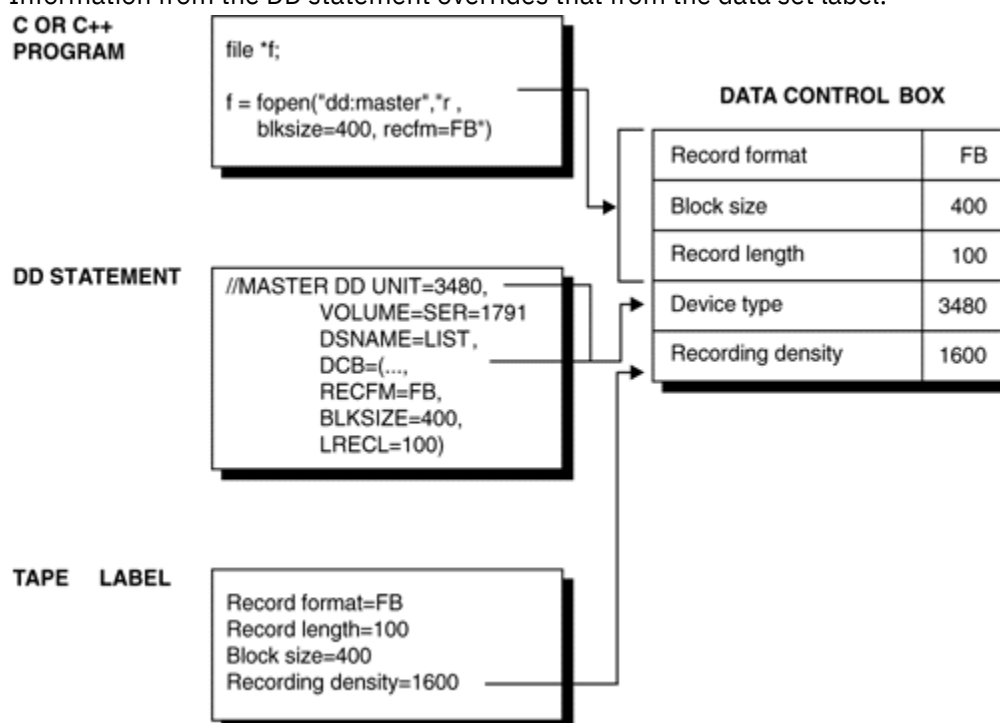 Information from the DD statement overrides that from the data set label.
C OR C++
PROGRAM
file *f;
f = fopen("dd:master","r ,
blksize=400, recfm=FB")
DATA CONTROL BOX
Record format FB
Block size 400
Record length 100
Device type 3480
Recording density 1600
DD STATEMENT
//MASTER DD UNIT=3480,
VOLUME=SER=1791
DSNAME=LIST,
DCB=(...,
RECFM=FB,
BLKSIZE=400,
LRECL=100)
TAPE LABEL
Record format=FB
Record length=100
Block size=400
Recording density=1600